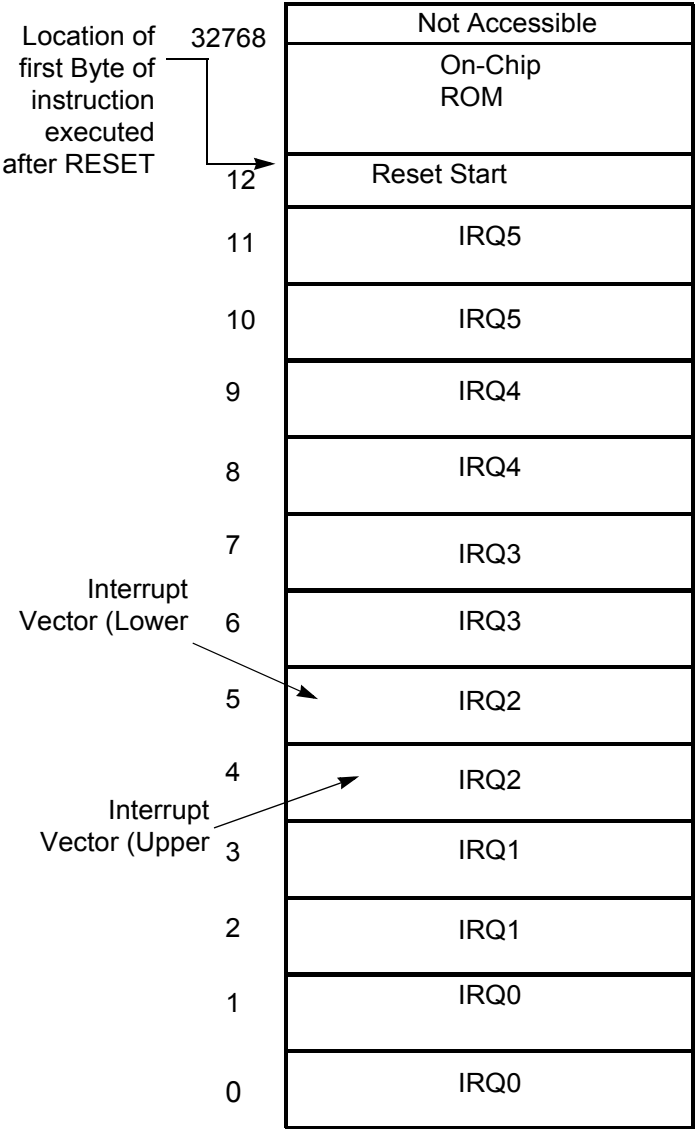 Not Accessible
Location of
first Byte of
instruction
executed
after RESET
32768
On-Chip
ROM
12
Reset Start
11
IRQ5
10
IRQ5
9
IRQ4
8
IRQ4
7
IRQ3
Interrupt
Vector (Lower
6
IRQ3
5
IRQ2
4
IRQ2
Interrupt
Vector (Upper
3
IRQ1
2
IRQ1
1
IRQ0
0
IRQ0